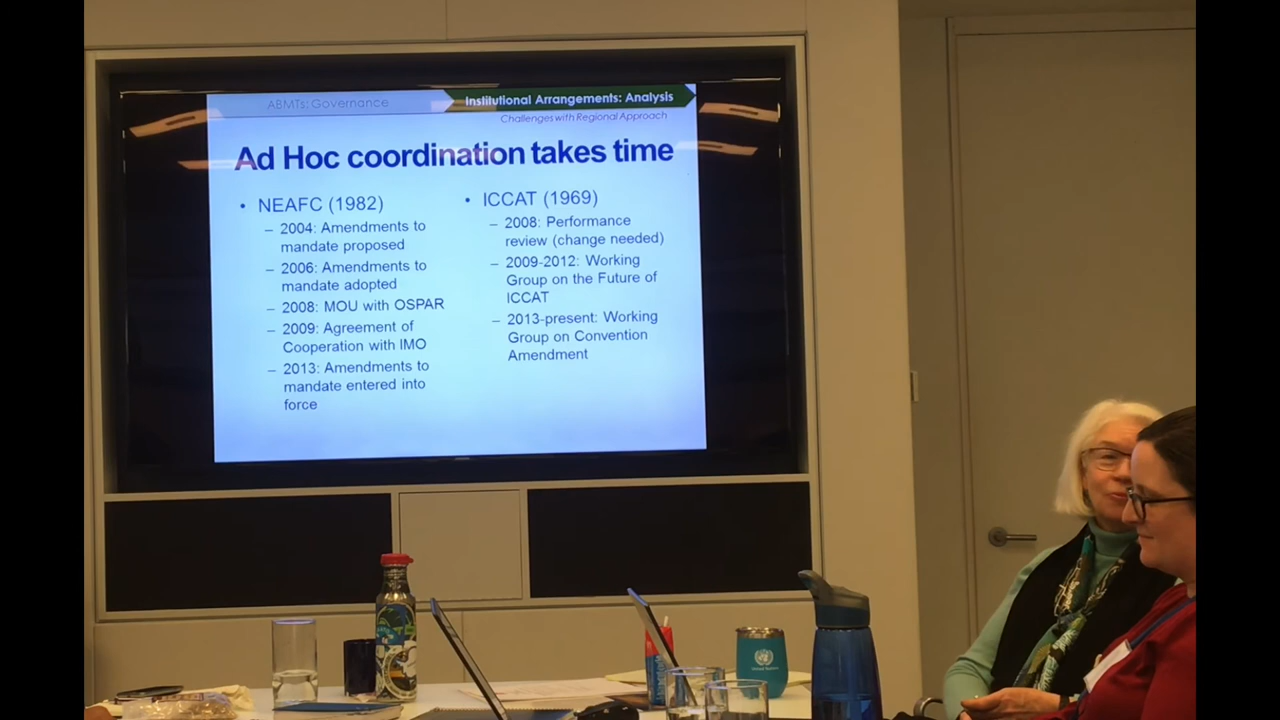 ABMTs: Governance
Institutional Arrangements: Analysis
Challenges with Regional Approach
Ad Hoc coordination takes time
• NEAFC (1982)
– 2004: Amendments to
mandate proposed
– 2006: Amendments to
mandate adopted
– 2008: MOU with OSPAR
– 2009: Agreement of
Cooperation with IMO
– 2013: Amendments to
mandate entered into
force
• ICCAT (1969)
– 2008: Performance
review (change needed)
– 2009-2012: Working
Group on the Future of
ICCAT
– 2013-present: Working
Group on Convention
Amendment
United Nations